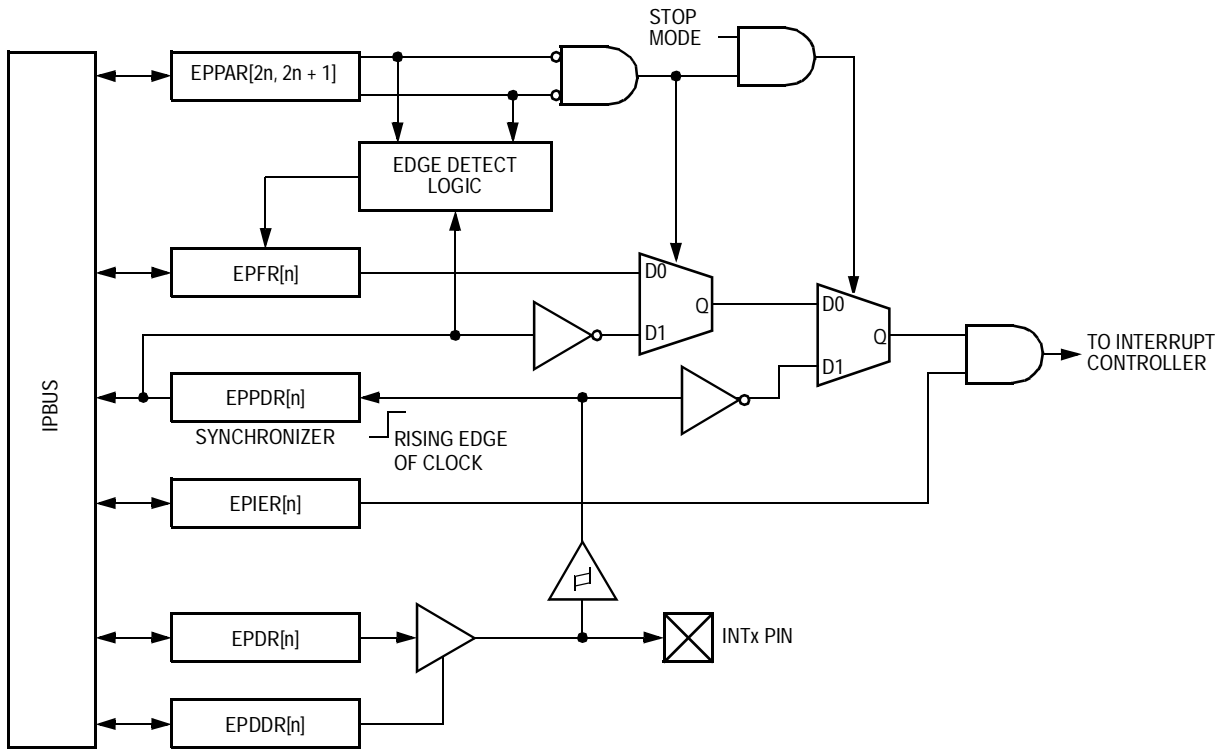 STOP
MODE
EPPAR[2n, 2n + 1]
EDGE DETECT
LOGIC
EPFR[n]
D0
Q
D1
D0
Q
D1
TO INTERRUPT
CONTROLLER
IPBUS
EPPDR[n]
SYNCHRONIZER
RISING EDGE
OF CLOCK
EPIER[n]
EPDR[n]
INTx PIN
EPDDR[n]